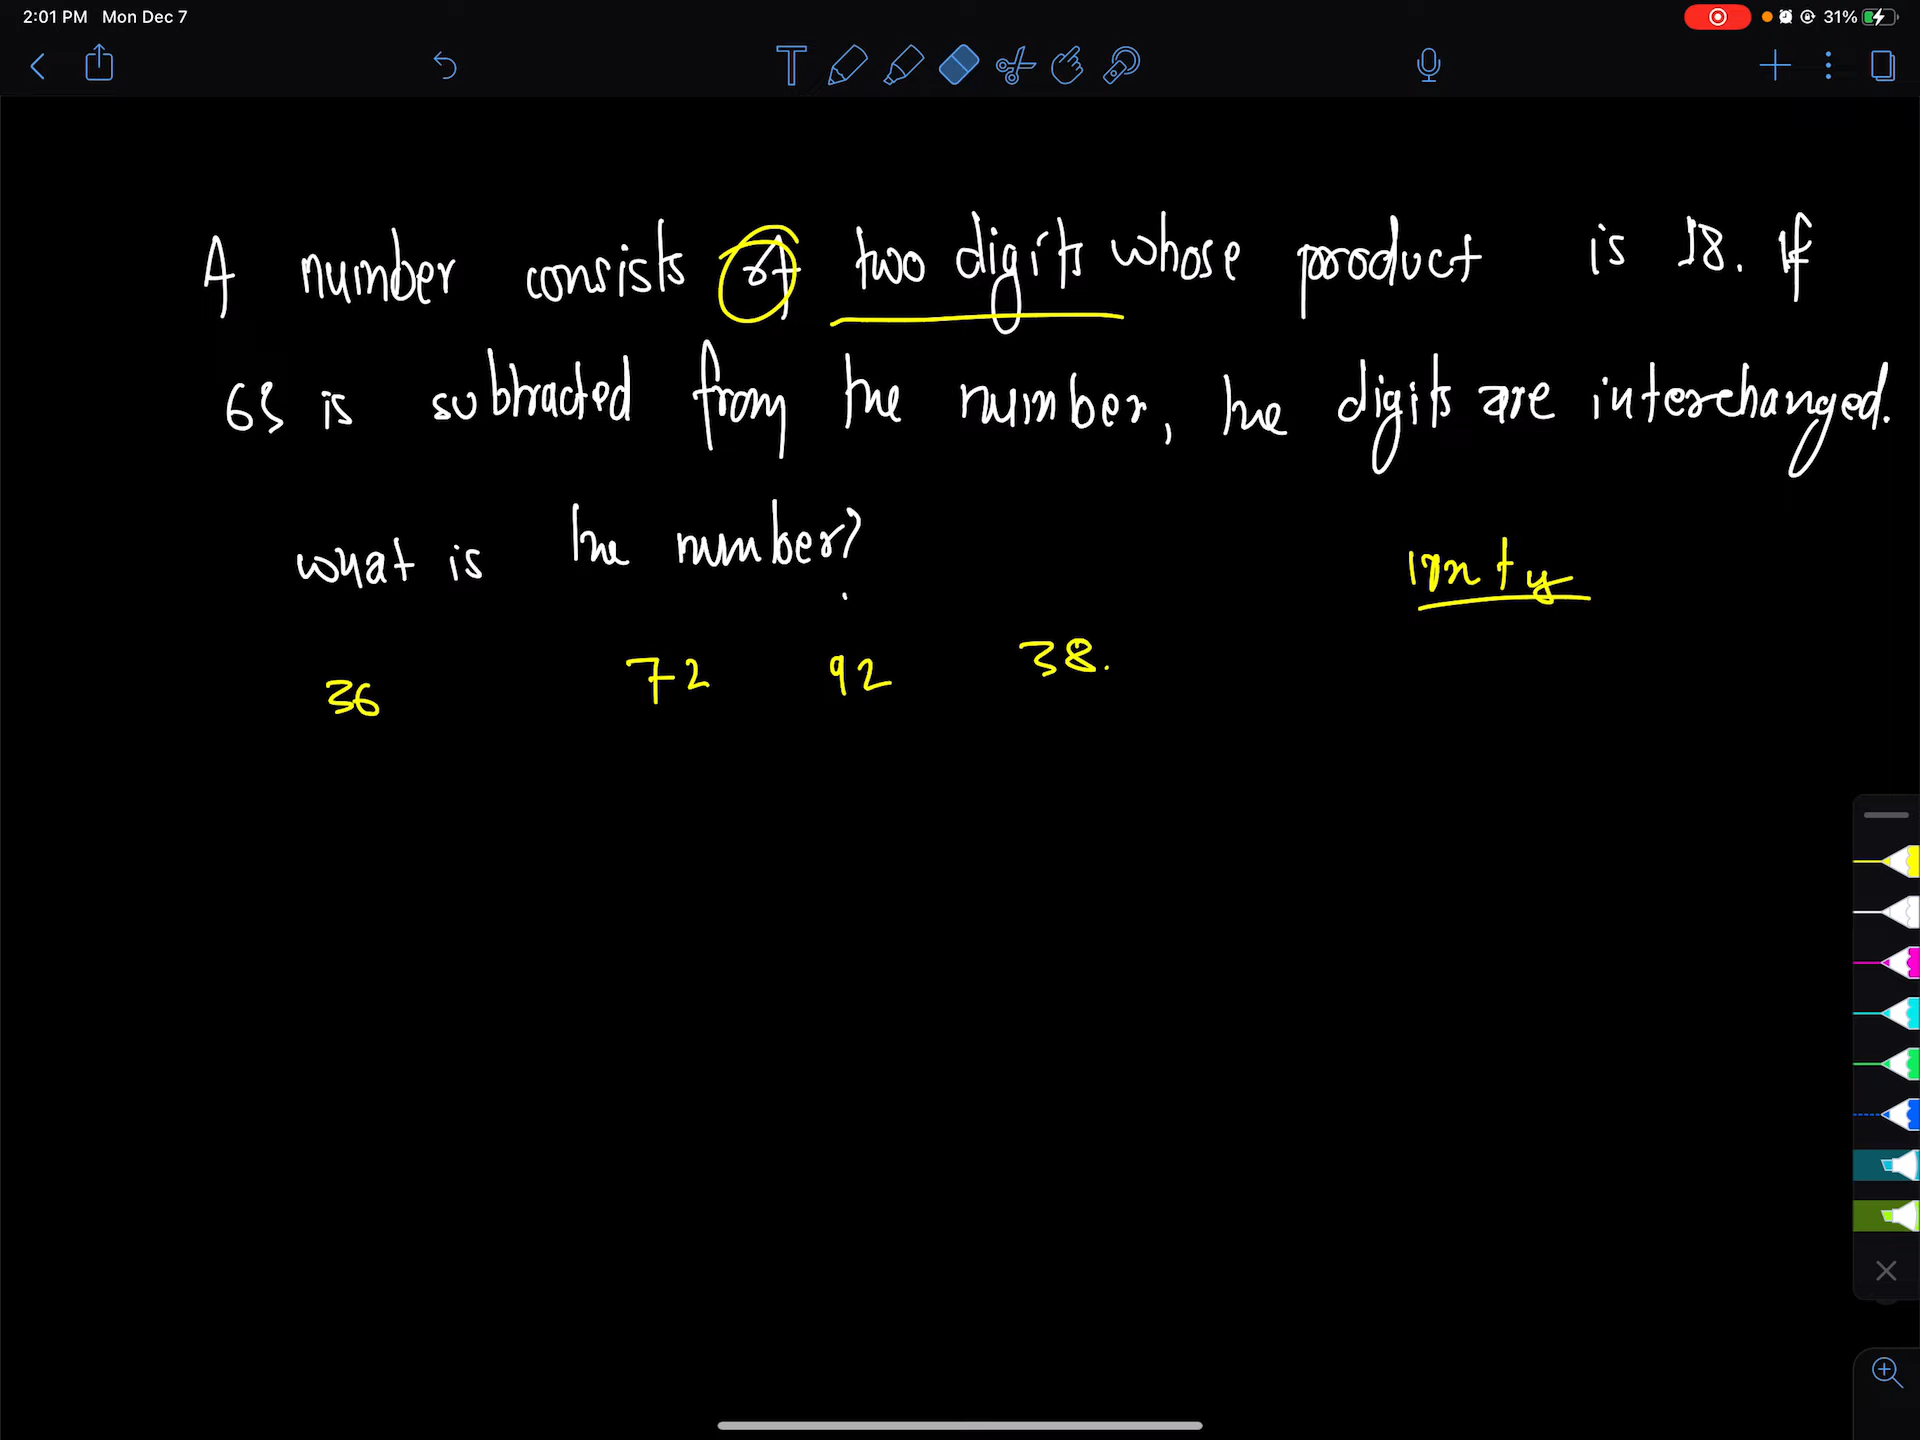 2:01 PM Mon Dec 7
31%
A number consists of two digits whose product is 18. If
63 is subtracted from the number, the digits are interchanged.
what is the number?
10x + y
36 72 92 38.